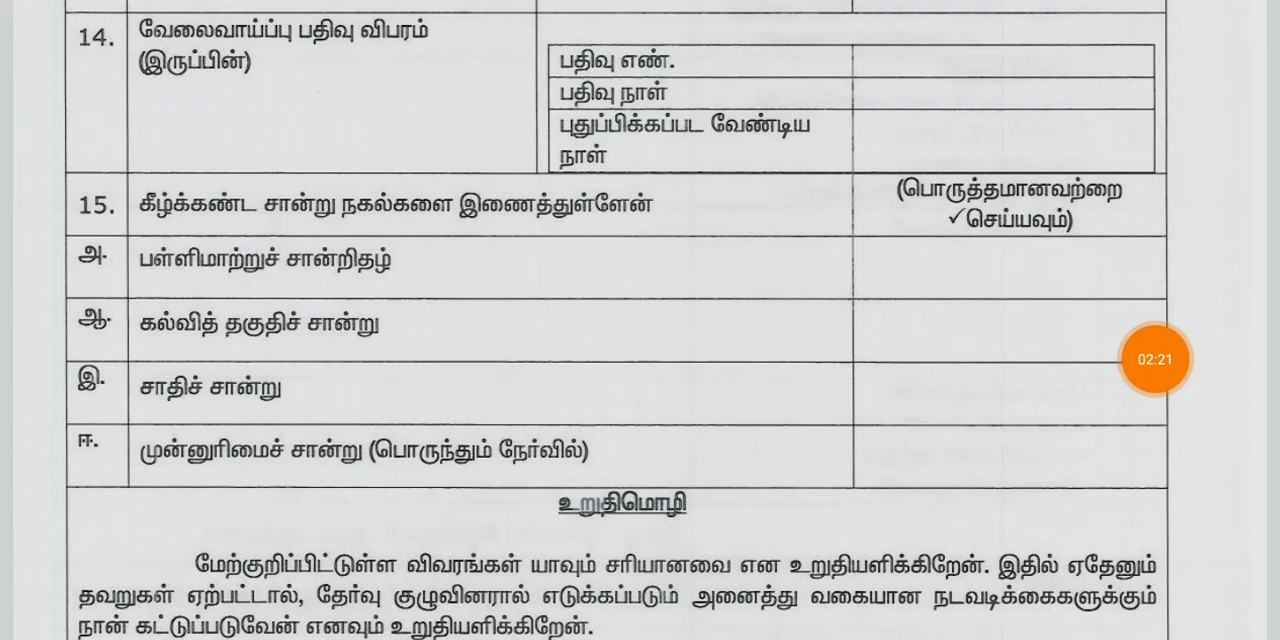 14. வேலைவாய்ப்பு பதிவு விபரம்
(இருப்பின்)
பதிவு எண்.
பதிவு நாள்
புதுப்பிக்கப்பட வேண்டிய
நாள்
15. கீழ்க்கண்ட சான்று நகல்களை இணைத்துள்ளேன்
(பொருத்தமானவற்றை
✓செய்யவும்)
அ. பள்ளிமாற்றுச் சான்றிதழ்
ஆ. கல்வித் தகுதிச் சான்று
02:21
இ. சாதிச் சான்று
ஈ. முன்னுரிமைச் சான்று (பொருந்தும் நேர்வில்)
உறுதிமொழி
மேற்குறிப்பிட்டுள்ள விவரங்கள் யாவும் சரியானவை என உறுதியளிக்கிறேன். இதில் ஏதேனும்
தவறுகள் ஏற்பட்டால், தேர்வு குழுவினரால் எடுக்கப்படும் அனைத்து வகையான நடவடிக்கைகளுக்கும்
நான் கட்டுப்படுவேன் எனவும் உறுதியளிக்கிறேன்.